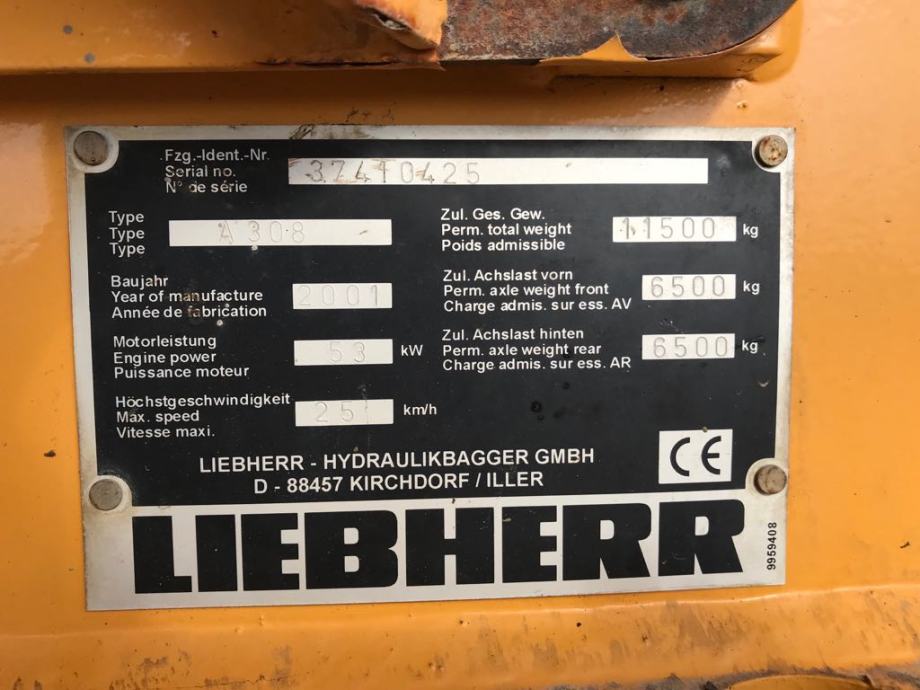 Fzg.-Ident.-Nr.
Serial no.
N° de série
37410425
Type
Type
Type
A308
Baujahr
Year of manufacture
Année de fabrication
2001
Motorleistung
Engine power
Puissance moteur
53 kW
Höchstgeschwindigkeit
Max. speed
Vitesse maxi.
25 km/h
Zul. Ges. Gew.
Perm. total weight
Poids admissible
11500 kg
Zul. Achslast vorn
Perm. axle weight front
Charge admis. sur ess. AV
6500 kg
Zul. Achslast hinten
Perm. axle weight rear
Charge admis. sur ess. AR
6500 kg
LIEBHERR - HYDRAULIKBAGGER GMBH
D - 88457 KIRCHDORF / ILLER
CE
LIEBHERR
9959408